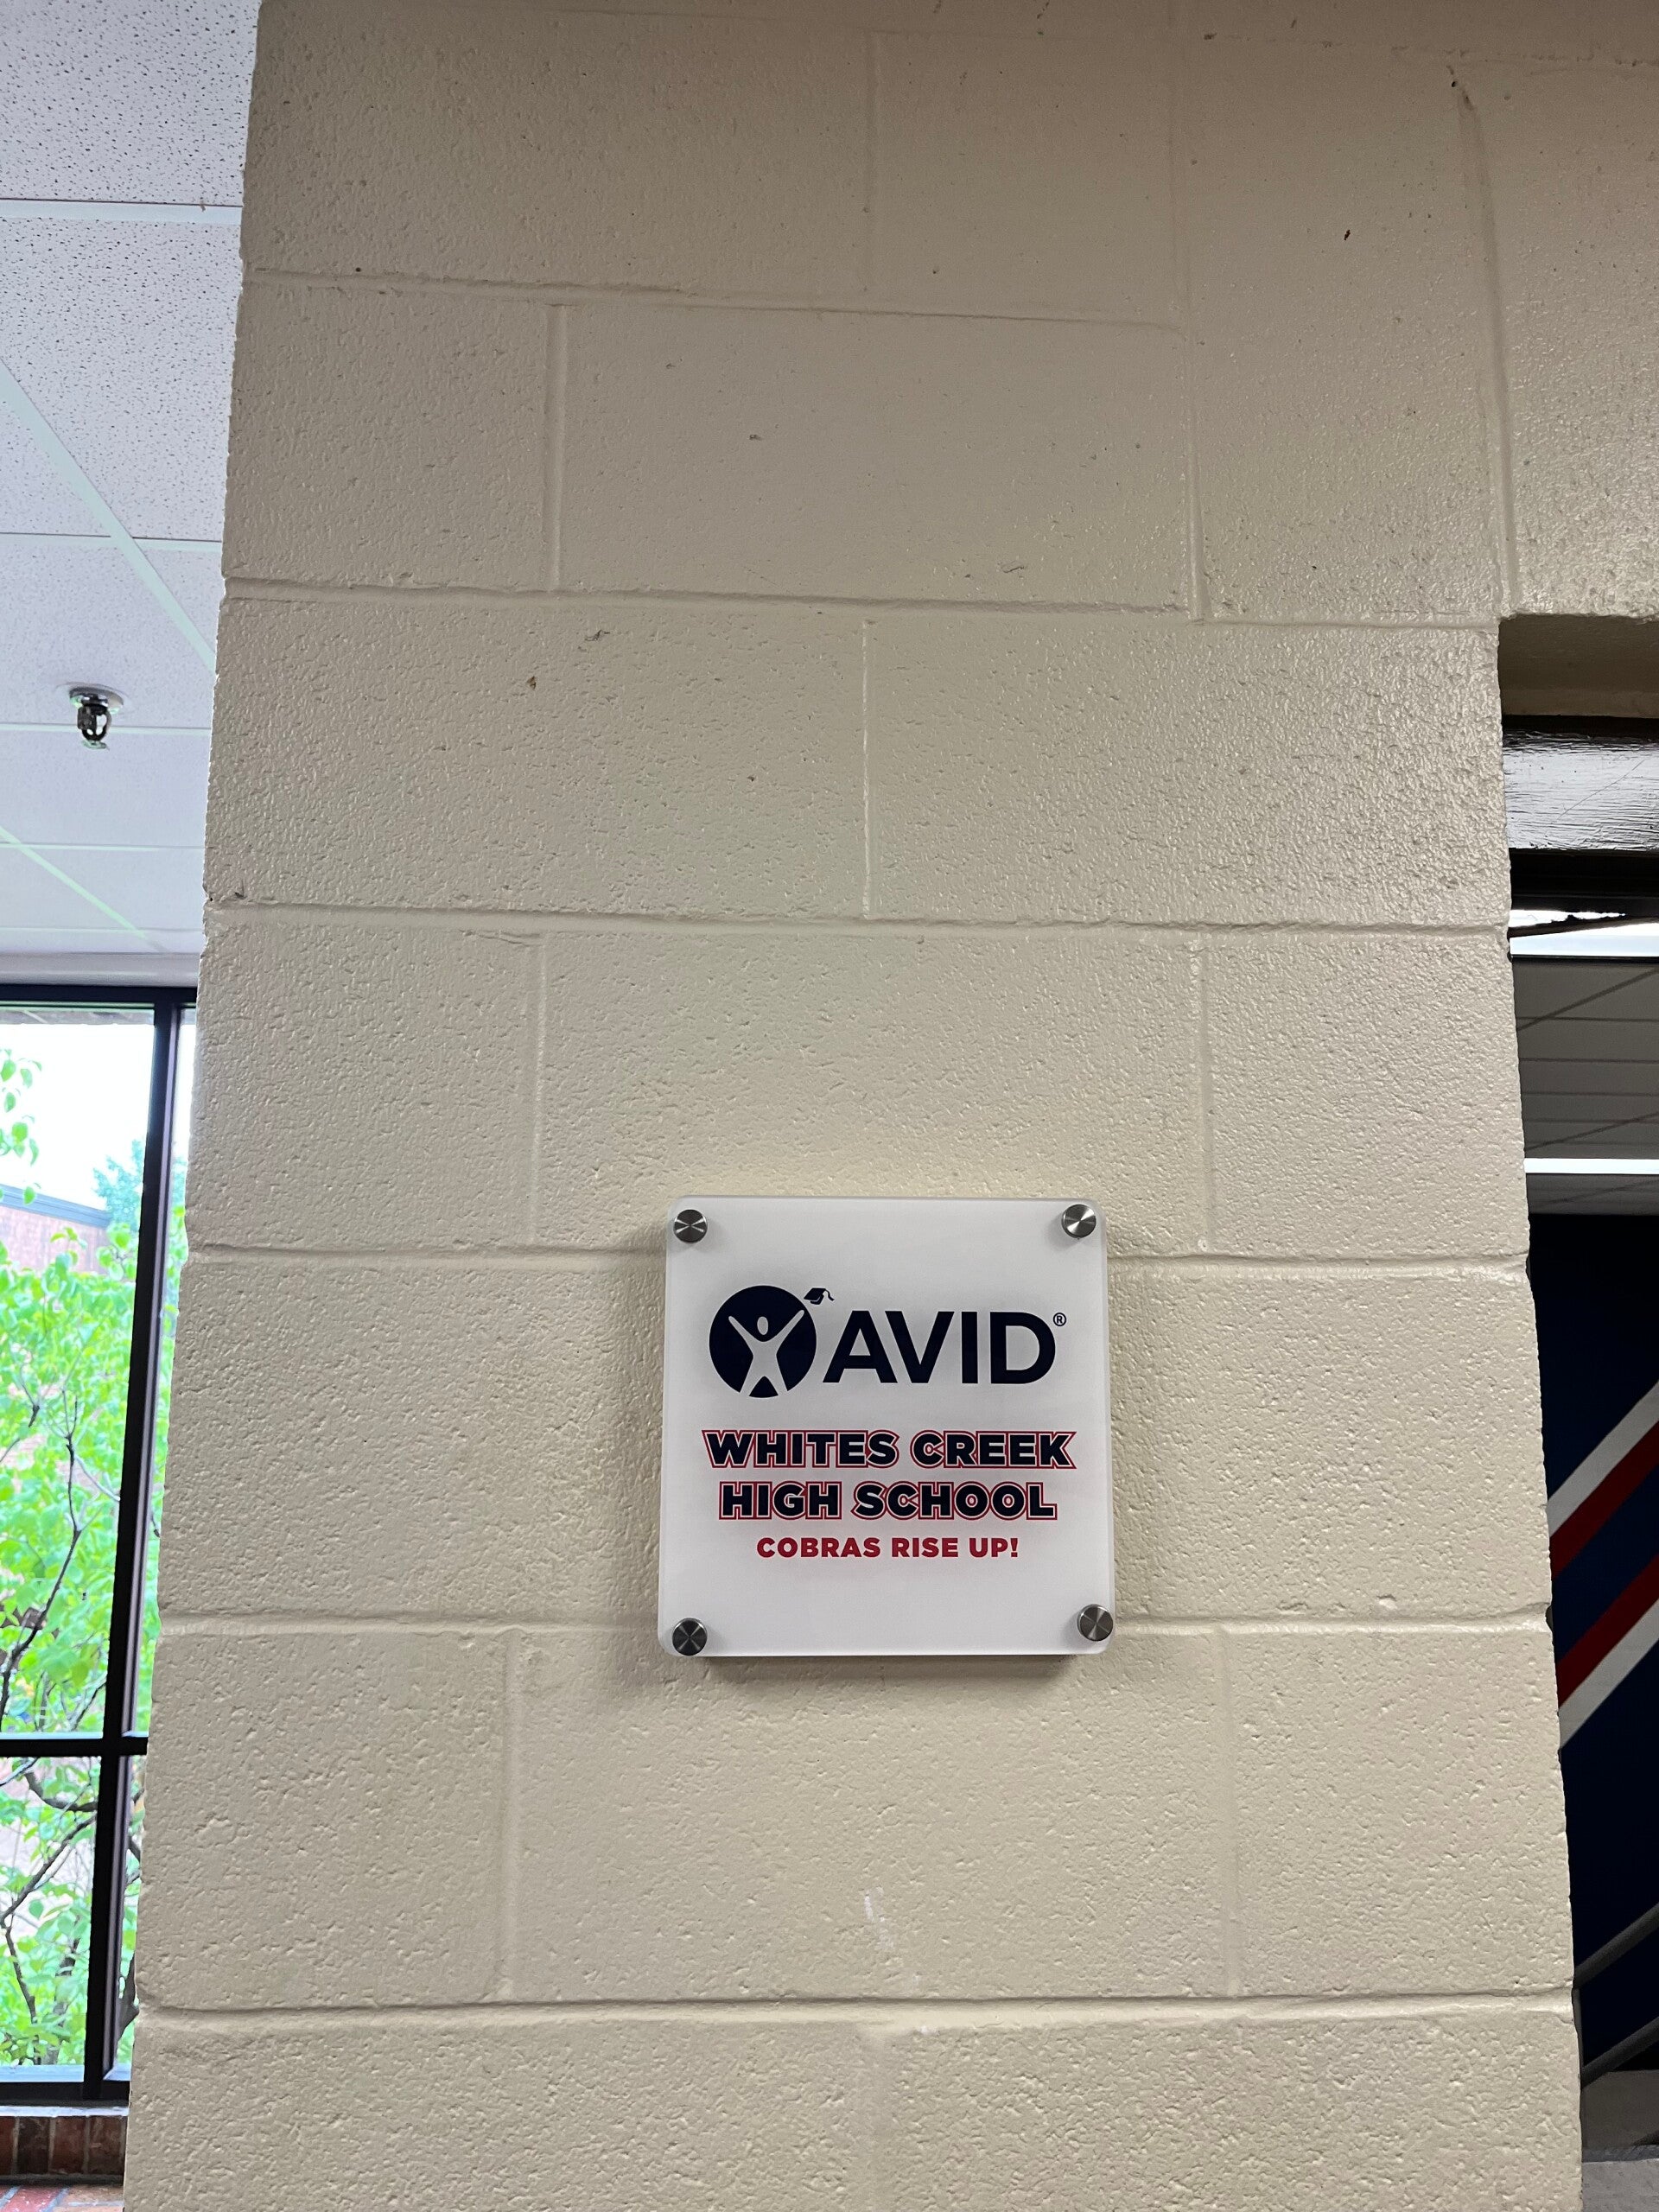 AVID®
WHITES CREEK
HIGH SCHOOL
COBRAS RISE UP!